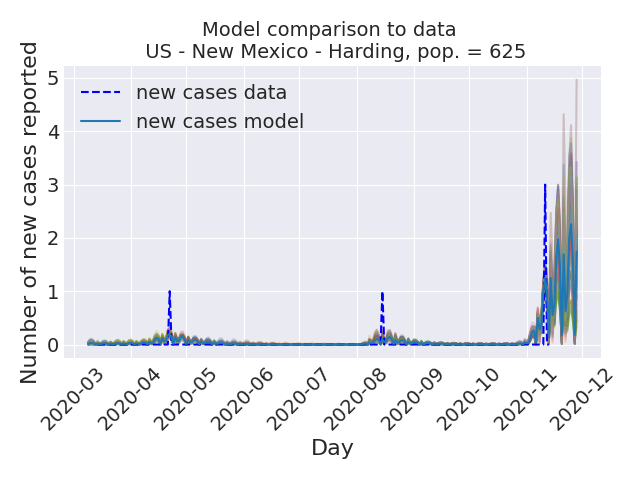 Model comparison to data
US - New Mexico - Harding, pop. = 625
Number of new cases reported
5
4
3
2
1
0
new cases data
new cases model
2020-03
2020-04
2020-05
2020-06
2020-07
2020-08
2020-09
2020-10
2020-11
2020-12
Day